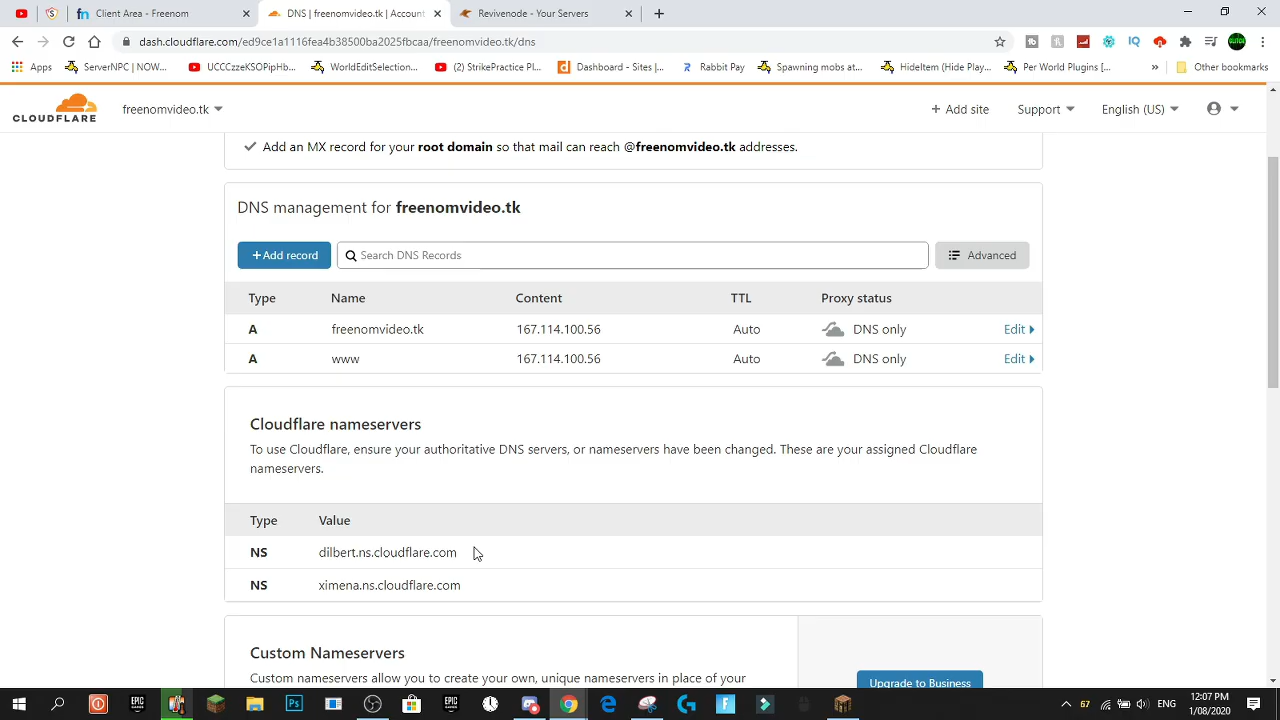 Client Area - Freenom
DNS | freenomvideo.tk | Account
Revivenode - Your Servers
dash.cloudflare.com/ed9ce1a1116fea4b38500ba2025fbcaa/freenomvideo.tk/dns
Apps
ServerNPC | NOW...
UCCCzzeKSOPipHb...
WorldEditSelection...
(2) StrikePractice Pl...
Dashboard - Sites |...
Rabbit Pay
Spawning mobs at...
HideItem (Hide Play...
Per World Plugins [...
»
Other bookmarks
CLOUDFLARE
freenomvideo.tk
+ Add site
Support
English (US)
Add an MX record for your root domain so that mail can reach @freenomvideo.tk addresses.
DNS management for freenomvideo.tk
+ Add record
Search DNS Records
Advanced
Type Name Content TTL Proxy status
A freenomvideo.tk 167.114.100.56 Auto DNS only Edit
A www 167.114.100.56 Auto DNS only Edit
Cloudflare nameservers
To use Cloudflare, ensure your authoritative DNS servers, or nameservers have been changed. These are your assigned Cloudflare
nameservers.
Type Value
NS dilbert.ns.cloudflare.com
NS ximena.ns.cloudflare.com
Custom Nameservers
Custom nameservers allow you to create your own, unique nameservers in place of your
Upgrade to Business
67
ENG
12:07 PM
1/08/2020